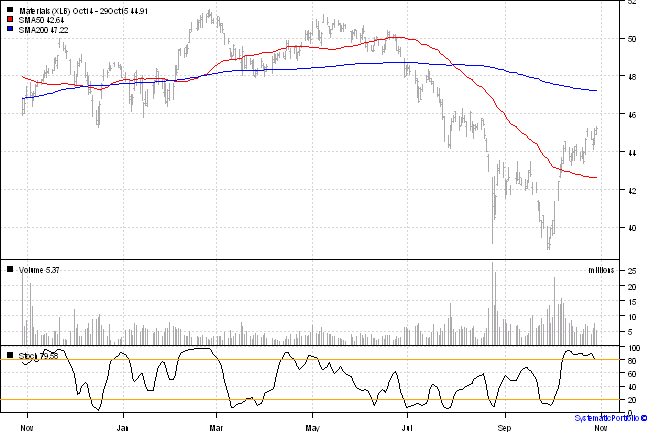 Materials (XLB) Oct14 - 29Oct15 44.91
SMA50 42.64
SMA200 47.22
52
50
48
46
44
42
40
Volume 5.37
millions
25
20
15
10
5
Stoch 79.58
100
80
60
40
20
0
Nov Jan Mar May Jul Sep Nov
SystematicPortfolio ©